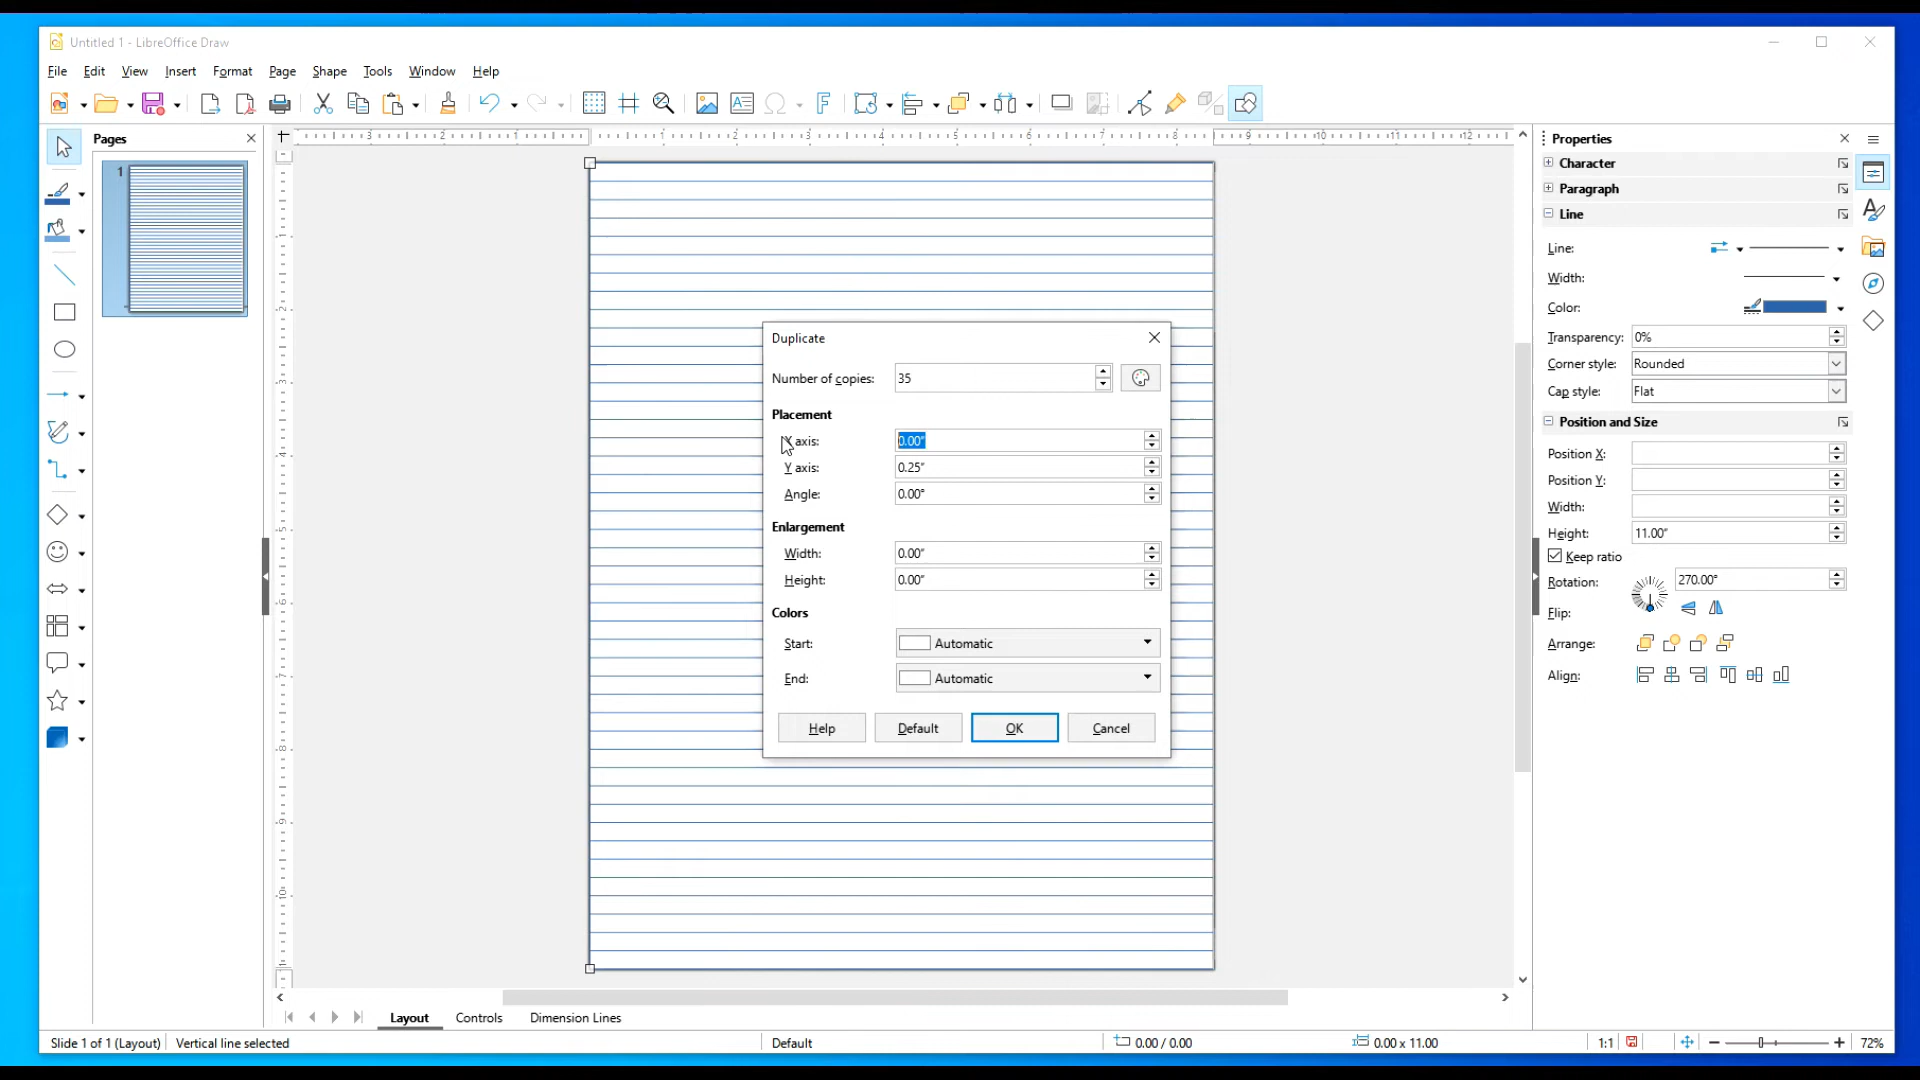 Untitled 1 - LibreOffice Draw
File Edit View Insert Format Page Shape Tools Window Help
Pages
1
Properties
Character
Paragraph
Line
Line:
Width:
Color:
Transparency: 0%
Corner style: Rounded
Cap style: Flat
Position and Size
Position X:
Position Y:
Width:
Height: 11.00"
Keep ratio
Rotation: 270.00°
Flip:
Arrange:
Align:
Duplicate
Number of copies: 35
Placement
X axis: 0.00"
Y axis: 0.25"
Angle: 0.00°
Enlargement
Width: 0.00"
Height: 0.00"
Colors
Start: Automatic
End: Automatic
Help Default OK Cancel
Layout Controls Dimension Lines
Slide 1 of 1 (Layout) Vertical line selected Default 0.00 / 0.00 0.00 x 11.00 1:1 72%